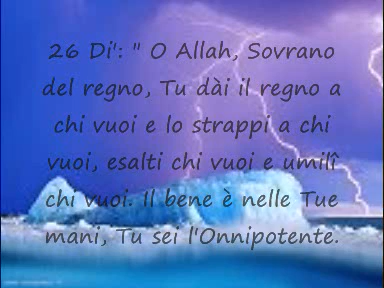 26 Di': " O Allah, Sovrano
del regno, Tu dài il regno a
chi vuoi e lo strappi a chi
vuoi, esalti chi vuoi e umilî
chi vuoi. Il bene è nelle Tue
mani, Tu sei l'Onnipotente.